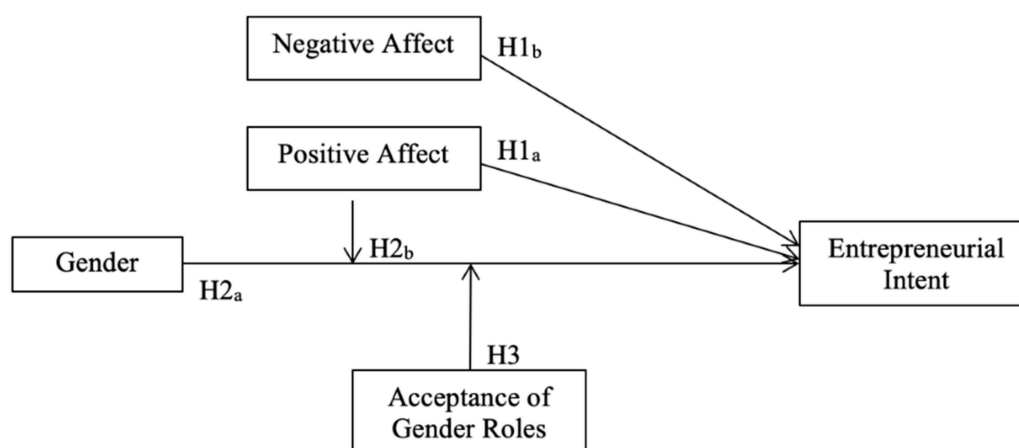 Negative Affect
H1b
Positive Affect
H1a
Gender
H2b
H2a
Entrepreneurial
Intent
H3
Acceptance of
Gender Roles